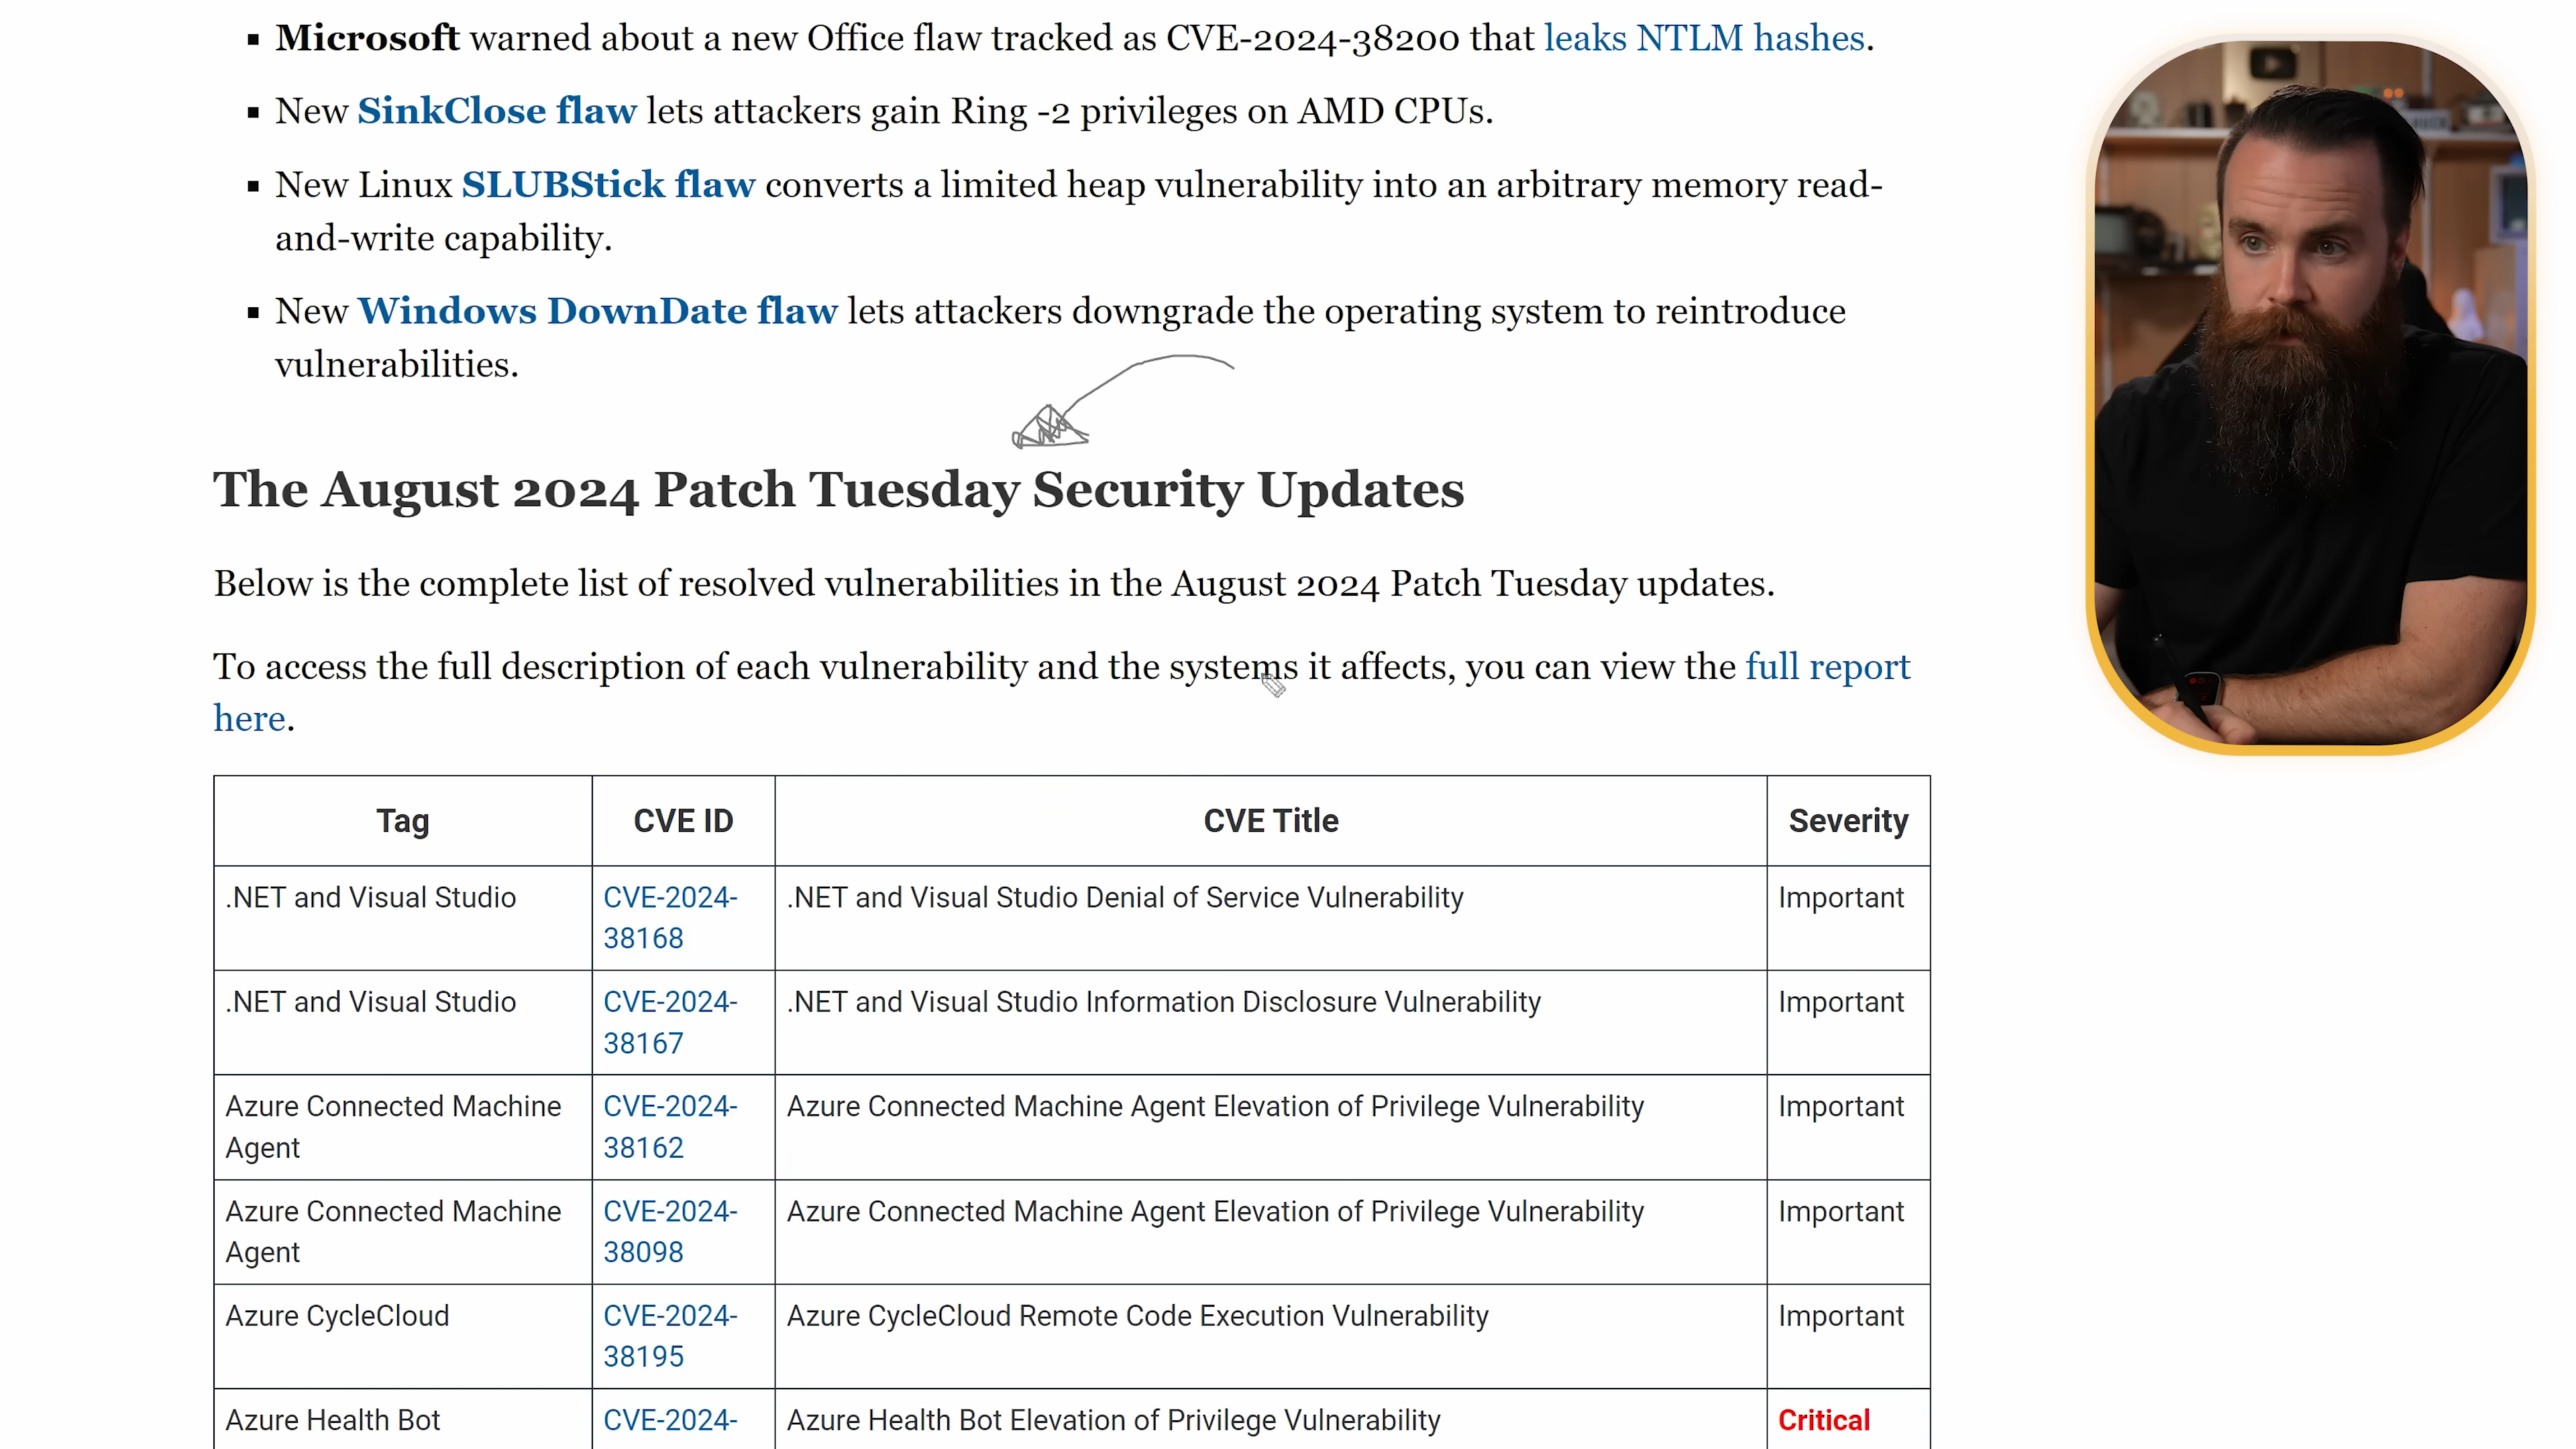 ▪ Microsoft warned about a new Office flaw tracked as CVE-2024-38200 that leaks NTLM hashes.
▪ New SinkClose flaw lets attackers gain Ring -2 privileges on AMD CPUs.
▪ New Linux SLUBStick flaw converts a limited heap vulnerability into an arbitrary memory read-
and-write capability.
▪ New Windows DownDate flaw lets attackers downgrade the operating system to reintroduce
vulnerabilities.
The August 2024 Patch Tuesday Security Updates
Below is the complete list of resolved vulnerabilities in the August 2024 Patch Tuesday updates.
To access the full description of each vulnerability and the systems it affects, you can view the full report
here.
Tag CVE ID CVE Title Severity
.NET and Visual Studio CVE-2024- .NET and Visual Studio Denial of Service Vulnerability Important
38168
.NET and Visual Studio CVE-2024- .NET and Visual Studio Information Disclosure Vulnerability Important
38167
Azure Connected Machine CVE-2024- Azure Connected Machine Agent Elevation of Privilege Vulnerability Important
Agent 38162
Azure Connected Machine CVE-2024- Azure Connected Machine Agent Elevation of Privilege Vulnerability Important
Agent 38098
Azure CycleCloud CVE-2024- Azure CycleCloud Remote Code Execution Vulnerability Important
38195
Azure Health Bot CVE-2024- Azure Health Bot Elevation of Privilege Vulnerability Critical